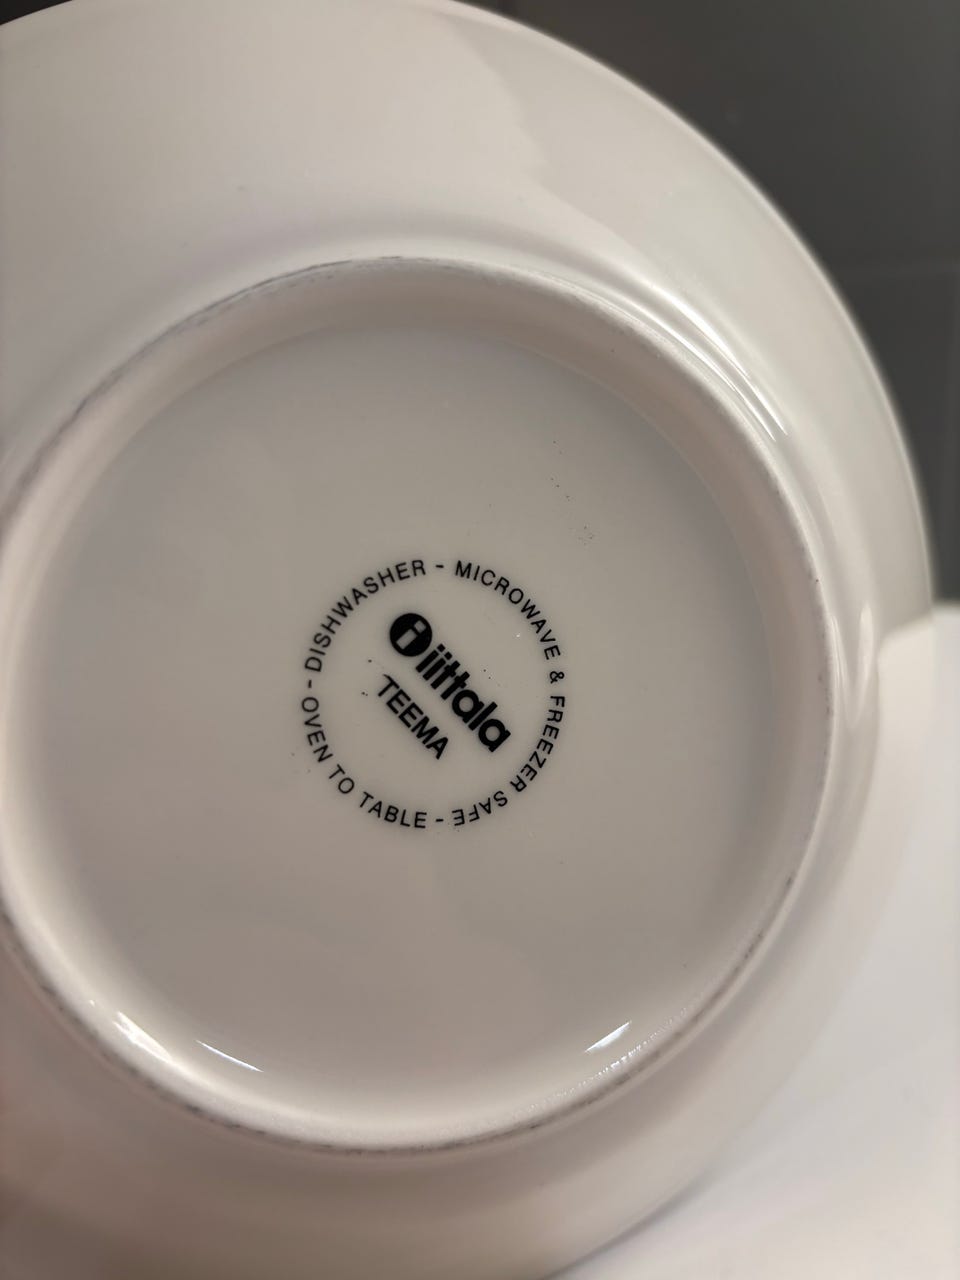 DISHWASHER - MICROWAVE & FREEZER SAFE - OVEN TO TABLE -
i iittala
TEEMA